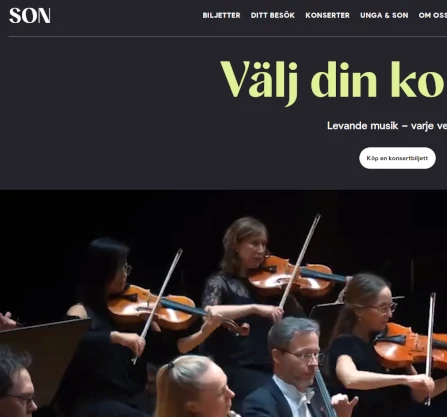 SON
BILJETTER DITT BESÖK KONSERTER UNGA & SON OM OSS
Välj din ko
Levande musik – varje ve
Köp en konsertbiljett